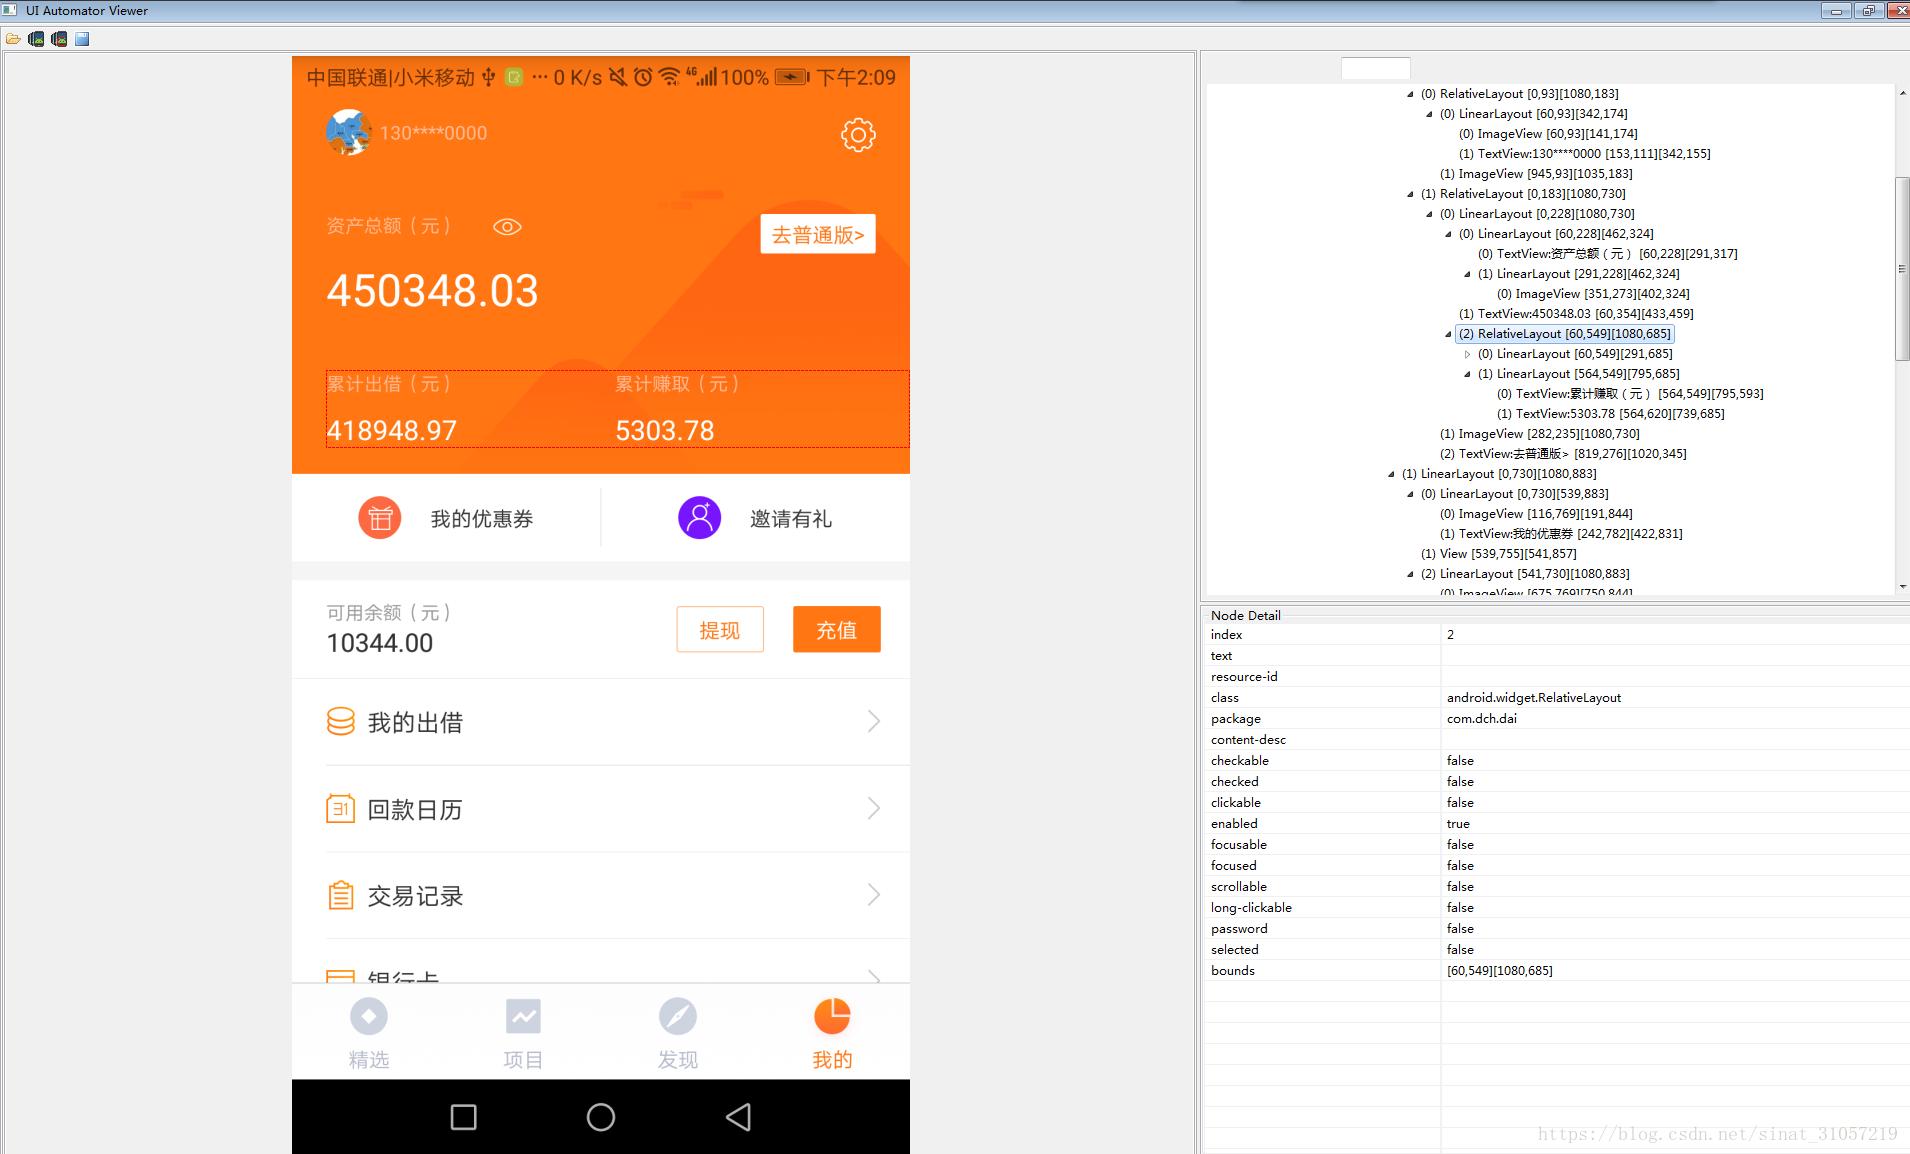 UI Automator Viewer
中国联通|小米移动 ··· 0 K/s 4G 100% 下午2:09
130****0000
资产总额（元）
去普通版>
450348.03
累计出借（元） 累计赚取（元）
418948.97 5303.78
我的优惠券 邀请有礼
可用余额（元）
10344.00
提现 充值
我的出借
31 回款日历
交易记录
银行卡
精选 项目 发现 我的
(0) RelativeLayout [0,93][1080,183]
(0) LinearLayout [60,93][342,174]
(0) ImageView [60,93][141,174]
(1) TextView:130****0000 [153,111][342,155]
(1) ImageView [945,93][1035,183]
(1) RelativeLayout [0,183][1080,730]
(0) LinearLayout [0,228][1080,730]
(0) LinearLayout [60,228][462,324]
(0) TextView:资产总额（元） [60,228][291,317]
(1) LinearLayout [291,228][462,324]
(0) ImageView [351,273][402,324]
(1) TextView:450348.03 [60,354][433,459]
(2) RelativeLayout [60,549][1080,685]
(0) LinearLayout [60,549][291,685]
(1) LinearLayout [564,549][795,685]
(0) TextView:累计赚取（元） [564,549][795,593]
(1) TextView:5303.78 [564,620][739,685]
(1) ImageView [282,235][1080,730]
(2) TextView:去普通版> [819,276][1020,345]
(1) LinearLayout [0,730][1080,883]
(0) LinearLayout [0,730][539,883]
(0) ImageView [116,769][191,844]
(1) TextView:我的优惠券 [242,782][422,831]
(1) View [539,755][541,857]
(2) LinearLayout [541,730][1080,883]
(0) ImageView [675,769][750,844]
Node Detail
index 2
text
resource-id
class android.widget.RelativeLayout
package com.dch.dai
content-desc
checkable false
checked false
clickable false
enabled true
focusable false
focused false
scrollable false
long-clickable false
password false
selected false
bounds [60,549][1080,685]
https://blog.csdn.net/sinat_31057219